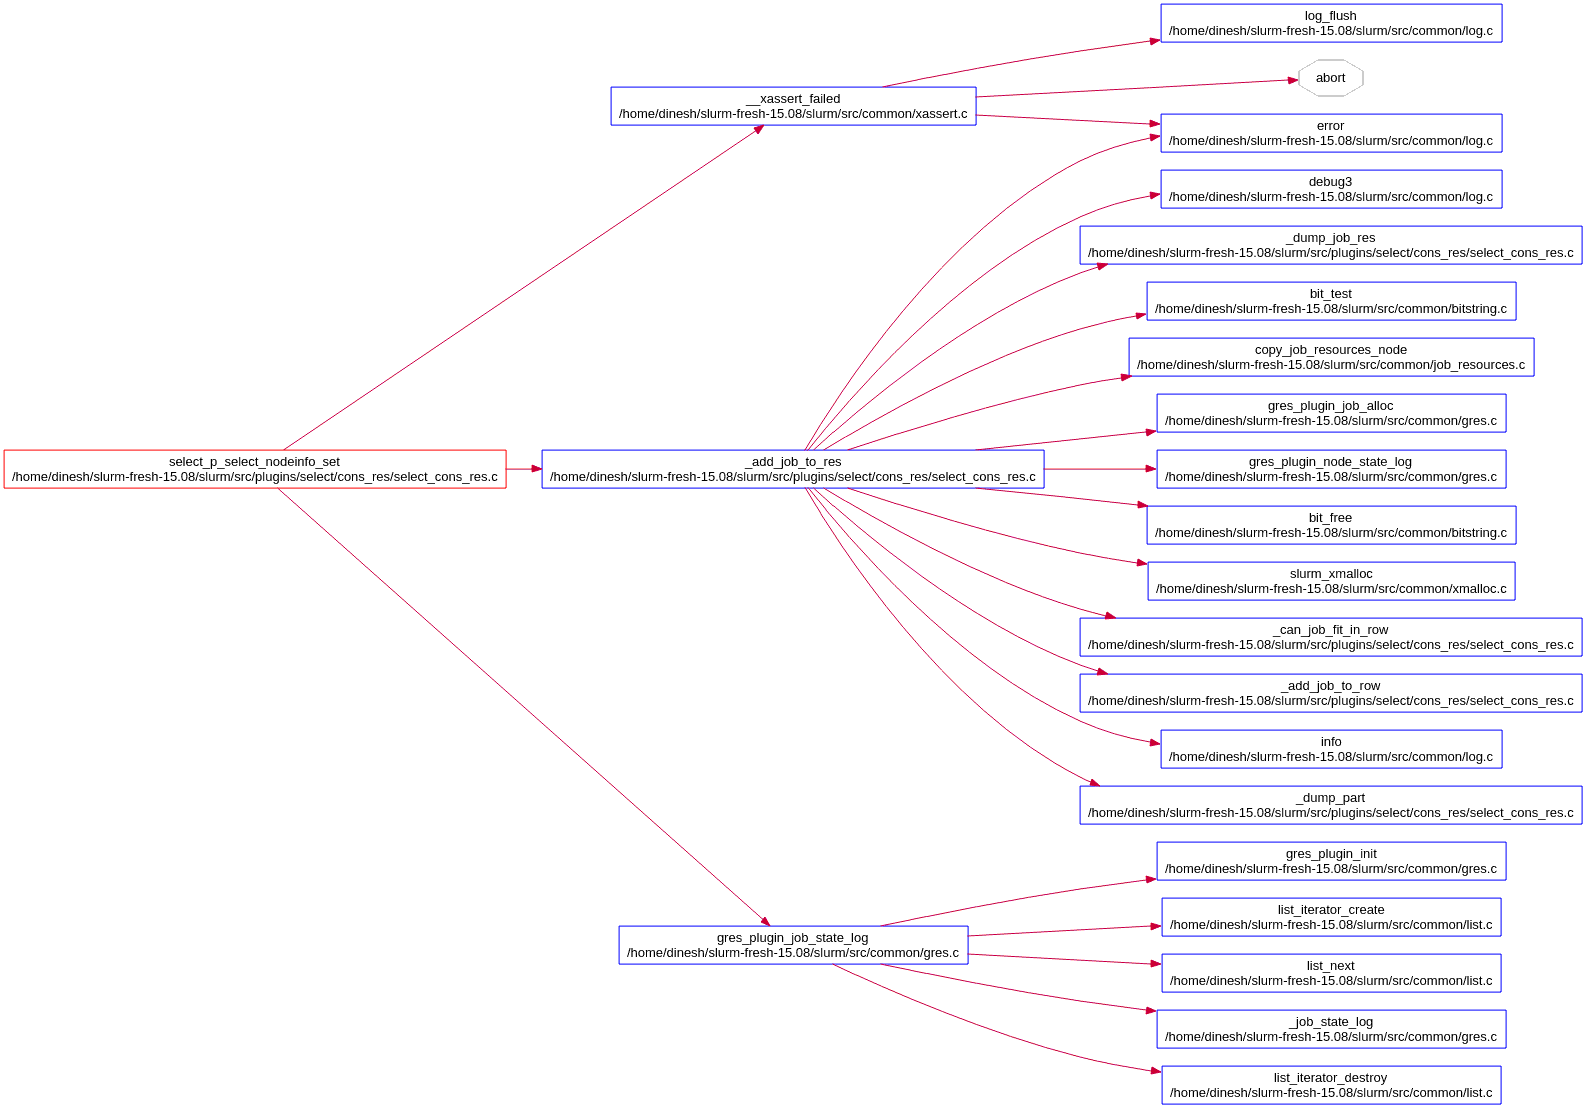 log_flush
/home/dinesh/slurm-fresh-15.08/slurm/src/common/log.c
abort
__xassert_failed
/home/dinesh/slurm-fresh-15.08/slurm/src/common/xassert.c
error
/home/dinesh/slurm-fresh-15.08/slurm/src/common/log.c
debug3
/home/dinesh/slurm-fresh-15.08/slurm/src/common/log.c
_dump_job_res
/home/dinesh/slurm-fresh-15.08/slurm/src/plugins/select/cons_res/select_cons_res.c
bit_test
/home/dinesh/slurm-fresh-15.08/slurm/src/common/bitstring.c
copy_job_resources_node
/home/dinesh/slurm-fresh-15.08/slurm/src/common/job_resources.c
gres_plugin_job_alloc
/home/dinesh/slurm-fresh-15.08/slurm/src/common/gres.c
select_p_select_nodeinfo_set
/home/dinesh/slurm-fresh-15.08/slurm/src/plugins/select/cons_res/select_cons_res.c
_add_job_to_res
/home/dinesh/slurm-fresh-15.08/slurm/src/plugins/select/cons_res/select_cons_res.c
gres_plugin_node_state_log
/home/dinesh/slurm-fresh-15.08/slurm/src/common/gres.c
bit_free
/home/dinesh/slurm-fresh-15.08/slurm/src/common/bitstring.c
slurm_xmalloc
/home/dinesh/slurm-fresh-15.08/slurm/src/common/xmalloc.c
_can_job_fit_in_row
/home/dinesh/slurm-fresh-15.08/slurm/src/plugins/select/cons_res/select_cons_res.c
_add_job_to_row
/home/dinesh/slurm-fresh-15.08/slurm/src/plugins/select/cons_res/select_cons_res.c
info
/home/dinesh/slurm-fresh-15.08/slurm/src/common/log.c
_dump_part
/home/dinesh/slurm-fresh-15.08/slurm/src/plugins/select/cons_res/select_cons_res.c
gres_plugin_init
/home/dinesh/slurm-fresh-15.08/slurm/src/common/gres.c
list_iterator_create
/home/dinesh/slurm-fresh-15.08/slurm/src/common/list.c
gres_plugin_job_state_log
/home/dinesh/slurm-fresh-15.08/slurm/src/common/gres.c
list_next
/home/dinesh/slurm-fresh-15.08/slurm/src/common/list.c
_job_state_log
/home/dinesh/slurm-fresh-15.08/slurm/src/common/gres.c
list_iterator_destroy
/home/dinesh/slurm-fresh-15.08/slurm/src/common/list.c